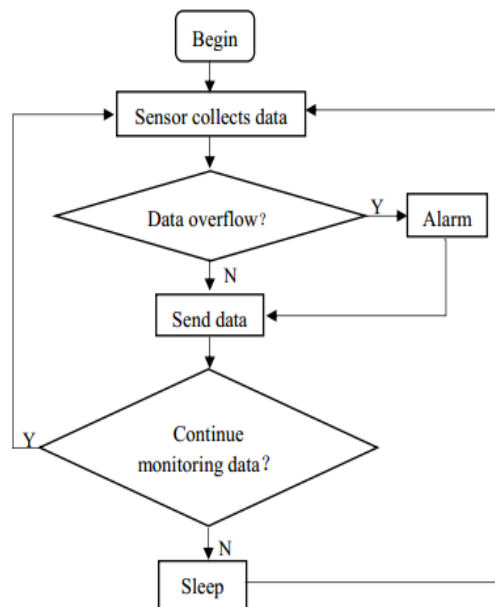 Begin
Sensor collects data
Data overflow?
Y
Alarm
N
Send data
Y
Continue
monitoring data?
N
Sleep